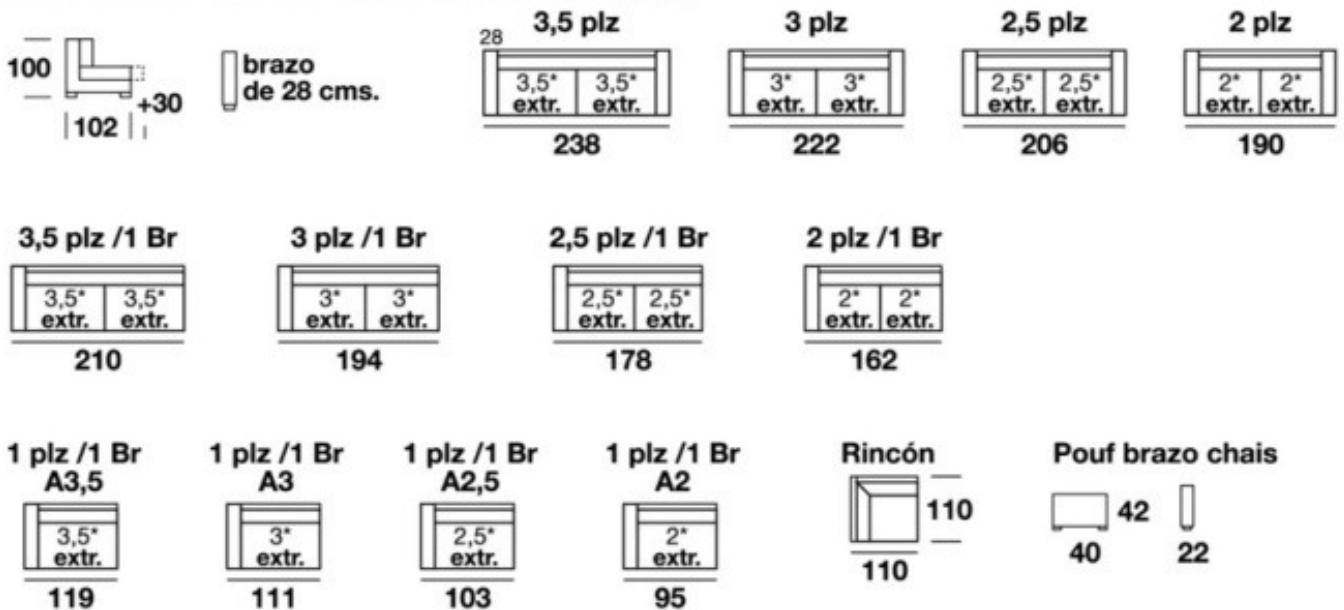 100
102
+30
brazo
de 28 cms.
3,5 plz
28
3,5* 3,5*
extr. extr.
238
3 plz
3* 3*
extr. extr.
222
2,5 plz
2,5* 2,5*
extr. extr.
206
2 plz
2* 2*
extr. extr.
190
3,5 plz /1 Br
3,5* 3,5*
extr. extr.
210
3 plz /1 Br
3* 3*
extr. extr.
194
2,5 plz /1 Br
2,5* 2,5*
extr. extr.
178
2 plz /1 Br
2* 2*
extr. extr.
162
1 plz /1 Br
A3,5
3,5*
extr.
119
1 plz /1 Br
A3
3*
extr.
111
1 plz /1 Br
A2,5
2,5*
extr.
103
1 plz /1 Br
A2
2*
extr.
95
Rincón
110
110
Pouf brazo chais
42
40
22